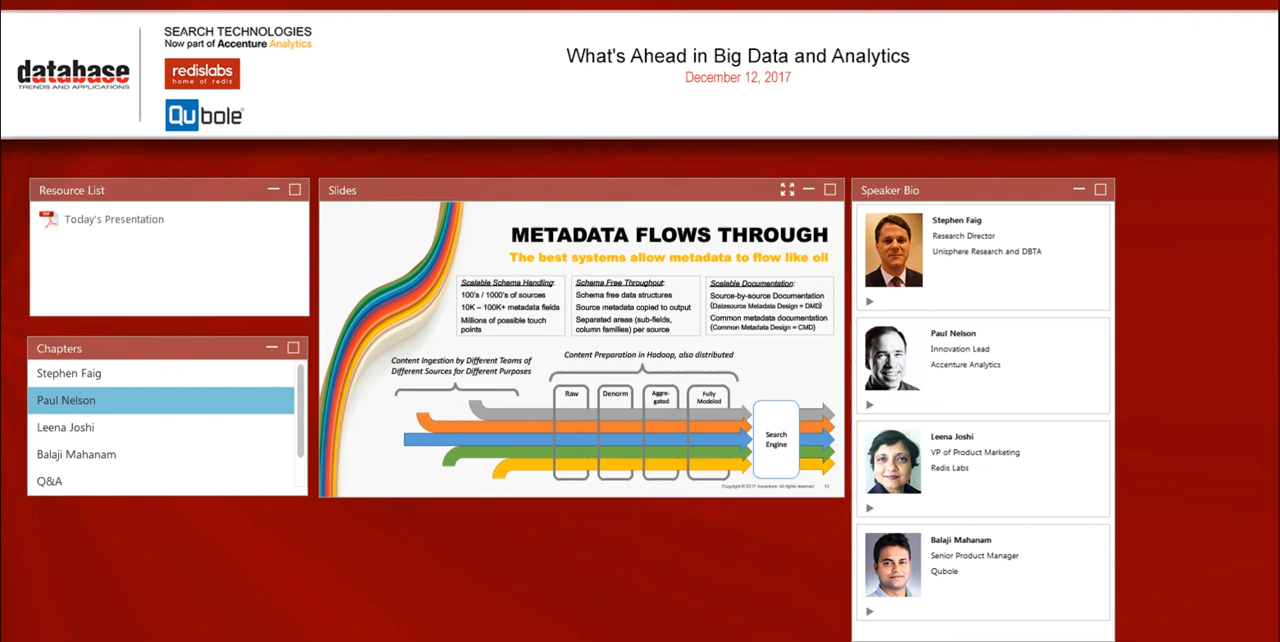 SEARCH TECHNOLOGIES
Now part of Accenture Analytics
database
TRENDS AND APPLICATIONS
redislabs
home of redis
Qubole
What's Ahead in Big Data and Analytics
December 12, 2017
Resource List
Today's Presentation
Chapters
Stephen Faig
Paul Nelson
Leena Joshi
Balaji Mahanam
Q&A
Slides
METADATA FLOWS THROUGH
The best systems allow metadata to flow like oil
Scalable Schema Handling:
100's / 1000's of sources
10K – 100K+ metadata fields
Millions of possible touch
points
Schema Free Throughout:
Schema free data structures
Source metadata copied to output
Separated areas (sub-fields,
column families) per source
Scalable Documentation:
Source-by-source Documentation
(Datasource Metadata Design = DMD)
Common metadata documentation
(Common Metadata Design = CMD)
Content Ingestion by Different Teams of
Different Sources for Different Purposes
Content Preparation in Hadoop, also distributed
Raw
Denorm
Aggre-
gated
Fully
Modeled
Search
Engine
Copyright © 2017 Accenture All rights reserved
10
Speaker Bio
Stephen Faig
Research Director
Unisphere Research and DBTA
Paul Nelson
Innovation Lead
Accenture Analytics
Leena Joshi
VP of Product Marketing
Redis Labs
Balaji Mahanam
Senior Product Manager
Qubole